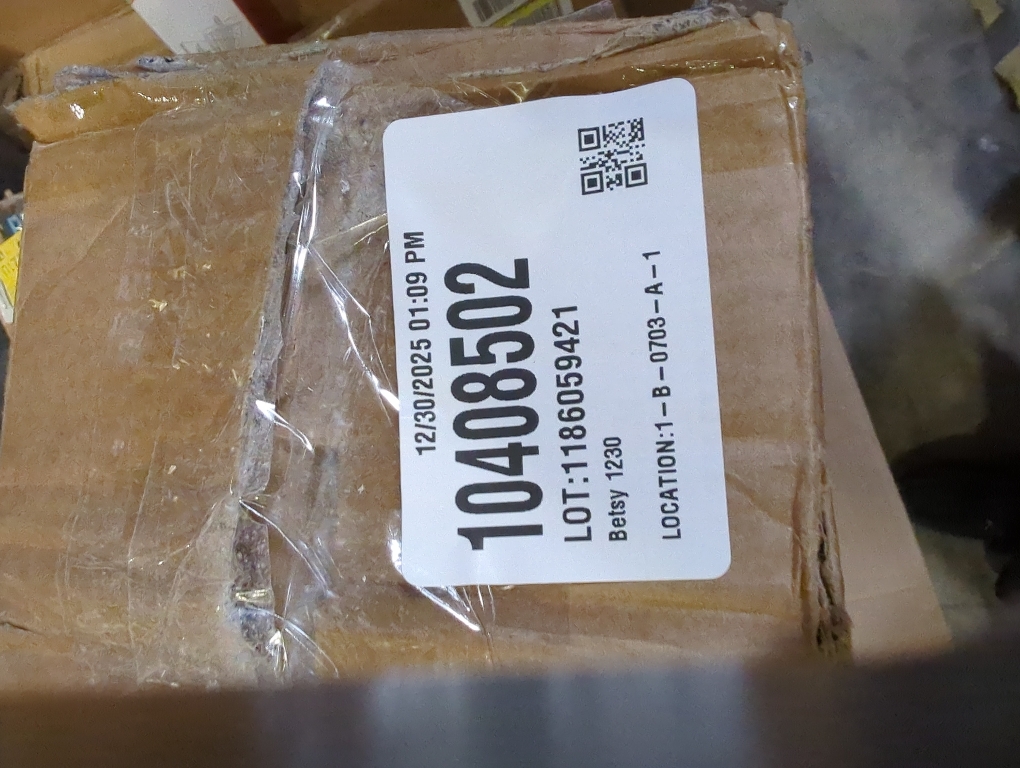 12/30/2025 01:09 PM
10408502
LOT:1186059421
Betsy 1230
LOCATION:1-B-0703-A-1